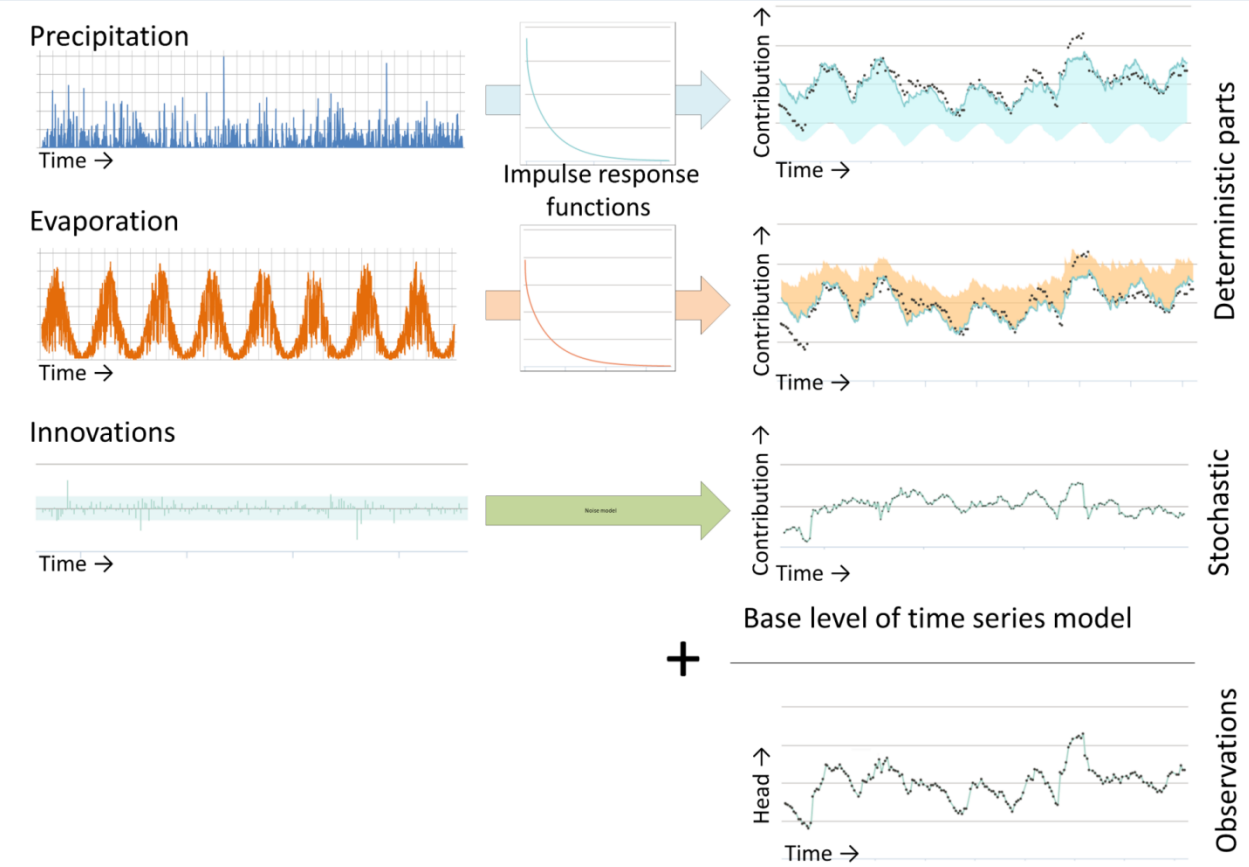 Precipitation
Time →
Impulse response
functions
Contribution →
Time →
Deterministic parts
Evaporation
Time →
Contribution →
Time →
Innovations
Time →
Noise model
Contribution →
Time →
Stochastic
Base level of time series model
+
Head →
Time →
Observations